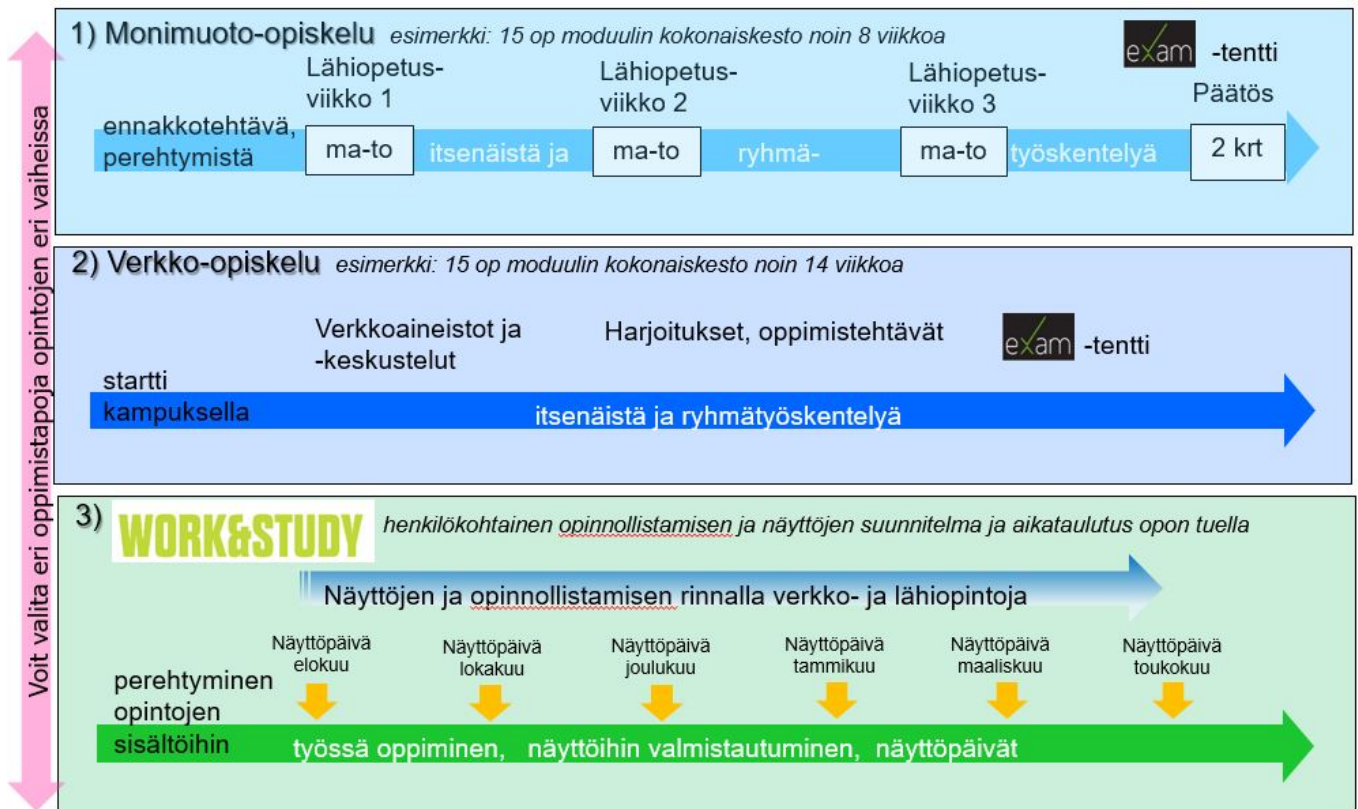 Voit valita eri oppimistapoja opintojen eri vaiheissa
1) Monimuoto-opiskelu esimerkki: 15 op moduulin kokonaiskesto noin 8 viikkoa
exam -tentti
Lähiopetus-
viikko 1
Lähiopetus-
viikko 2
Lähiopetus-
viikko 3
Päätös
ennakkotehtävä,
perehtymistä
ma-to
itsenäistä ja
ma-to
ryhmä-
ma-to
työskentelyä
2 krt
2) Verkko-opiskelu esimerkki: 15 op moduulin kokonaiskesto noin 14 viikkoa
Verkkoaineistot ja
-keskustelut
Harjoitukset, oppimistehtävät
exam -tentti
startti
kampuksella
itsenäistä ja ryhmätyöskentelyä
3) WORK&STUDY henkilökohtainen opinnollistamisen ja näyttöjen suunnitelma ja aikataulutus opon tuella
Näyttöjen ja opinnollistamisen rinnalla verkko- ja lähiopintoja
Näyttöpäivä
elokuu
Näyttöpäivä
lokakuu
Näyttöpäivä
joulukuu
Näyttöpäivä
tammikuu
Näyttöpäivä
maaliskuu
Näyttöpäivä
toukokuu
perehtyminen
opintojen
sisältöihin
työssä oppiminen, näyttöihin valmistautuminen, näyttöpäivät